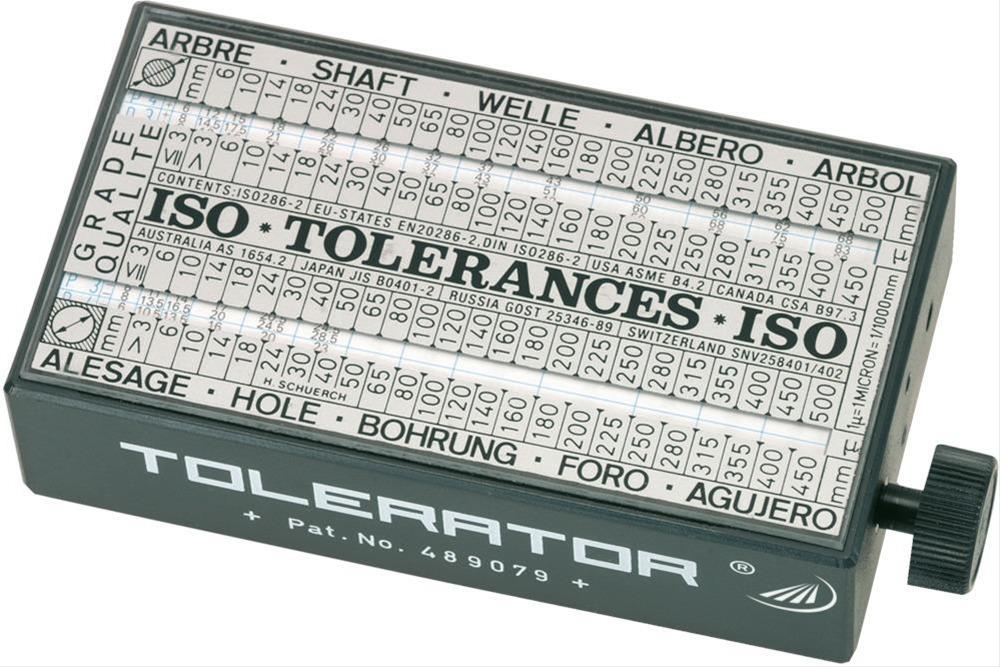 ARBRE · SHAFT · WELLE · ALBERO · ARBOL
mm 6 10 14 18 24 30 40 50 65 80 100 120 140 160 180 200 225 250 280 315 355 400 450 500 mm
GRADE
QUALITE
> 3 6 10 14 18 24 30 40 50 65 80 100 120 140 160 180 200 225 250 280 315 355 400 450
CONTENTS: ISO286-2 EU-STATES EN20286-2, DIN ISO286-2 USA ASME B4.2 CANADA CSA B97.3
ISO * TOLERANCES * ISO
AUSTRALIA AS 1654.2 JAPAN JIS B0401-2 RUSSIA GOST 25346-89 SWITZERLAND SNV258401/402
3 6 10 14 18 24 30 40 50 65 80 100 120 140 160 180 200 225 250 280 315 355 400 450 500
1µ=1MICRON=1/1000mm
mm > 3 6 10 14 18 24 30 40 50 65 80 100 120 140 160 180 200 225 250 280 315 355 400 450 mm
H. SCHUERCH
ALESAGE · HOLE · BOHRUNG · FORO · AGUJERO
TOLERATOR ®
+ Pat. No. 489079 +